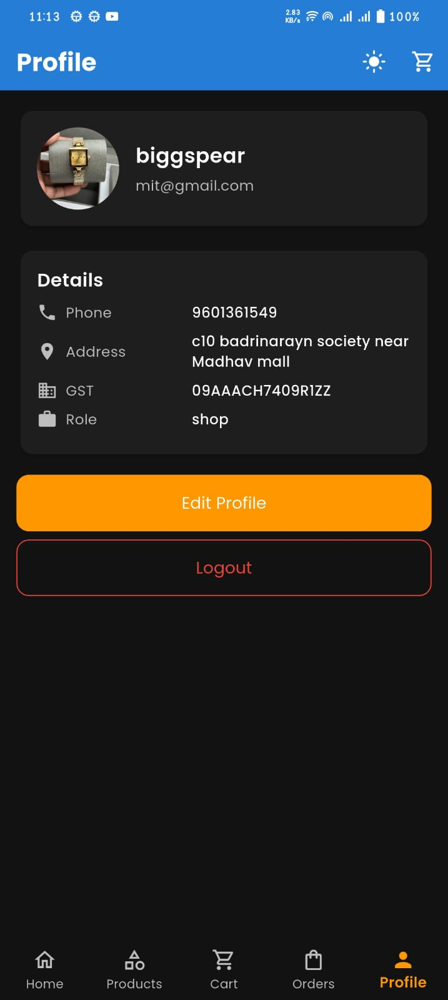 11:13
2.83
KB/s
100%
Profile
biggspear
mit@gmail.com
Details
Phone 9601361549
Address c10 badrinarayn society near
Madhav mall
GST 09AAACH7409R1ZZ
Role shop
Edit Profile
Logout
Home Products Cart Orders Profile